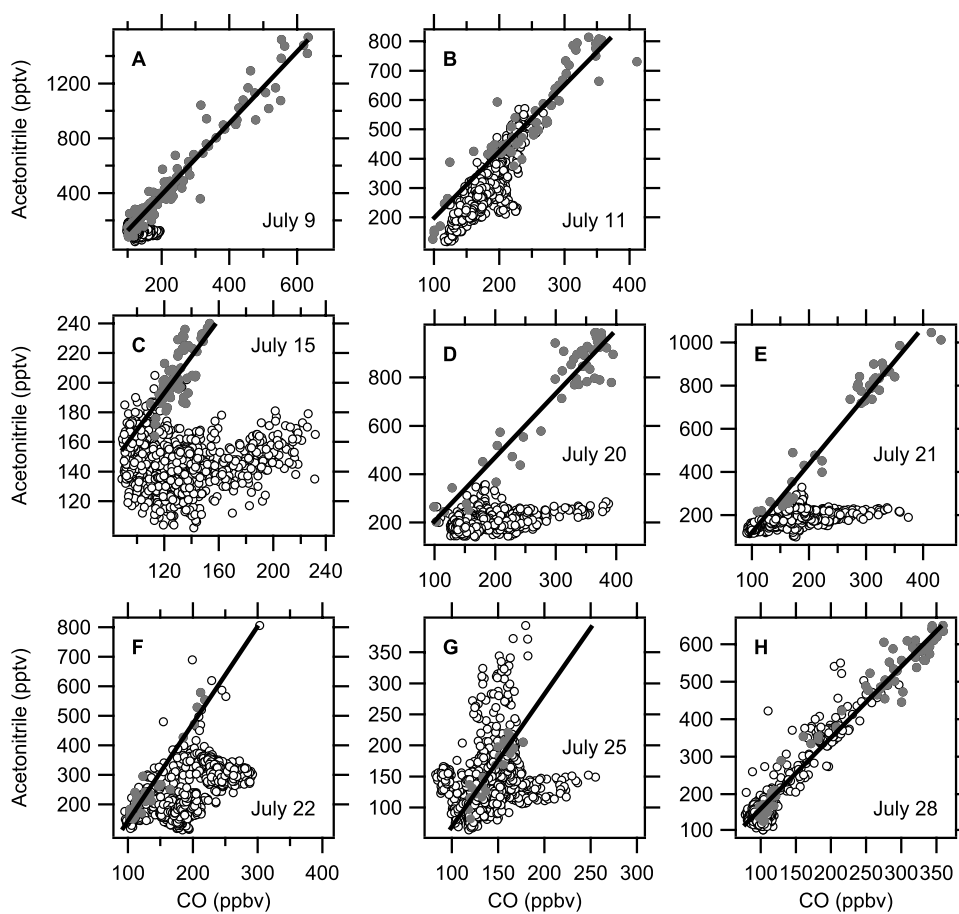 A
Acetonitrile (pptv)
1200
800
400
July 9
200 400 600
B
800
700
600
500
400
300
200
July 11
100 200 300 400
C
July 15
Acetonitrile (pptv)
240
220
200
180
160
140
120
120 160 200 240
D
800
600
400
200
July 20
100 200 300 400
E
1000
800
600
400
200
July 21
100 200 300 400
F
Acetonitrile (pptv)
800
700
600
500
400
300
200
July 22
100 200 300 400
CO (ppbv)
G
350
300
250
200
150
100
July 25
100 150 200 250 300
CO (ppbv)
H
600
500
400
300
200
100
July 28
100 150 200 250 300 350
CO (ppbv)